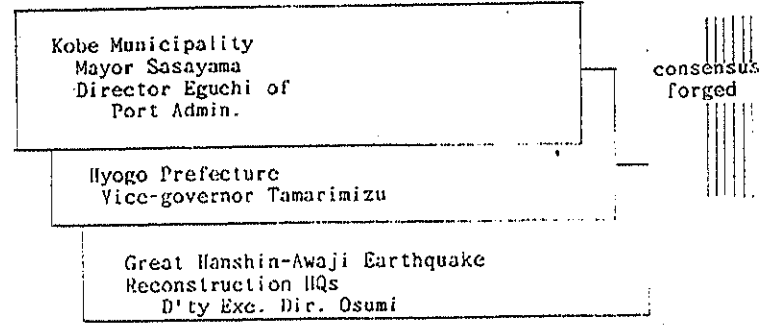 Kobe Municipality
Mayor Sasayama
Director Eguchi of
Port Admin.
consensus
forged
Hyogo Prefecture
Vice-governor Tamarimizu
Great Hanshin-Awaji Earthquake
Reconstruction HQs
D'ty Exc. Dir. Osumi